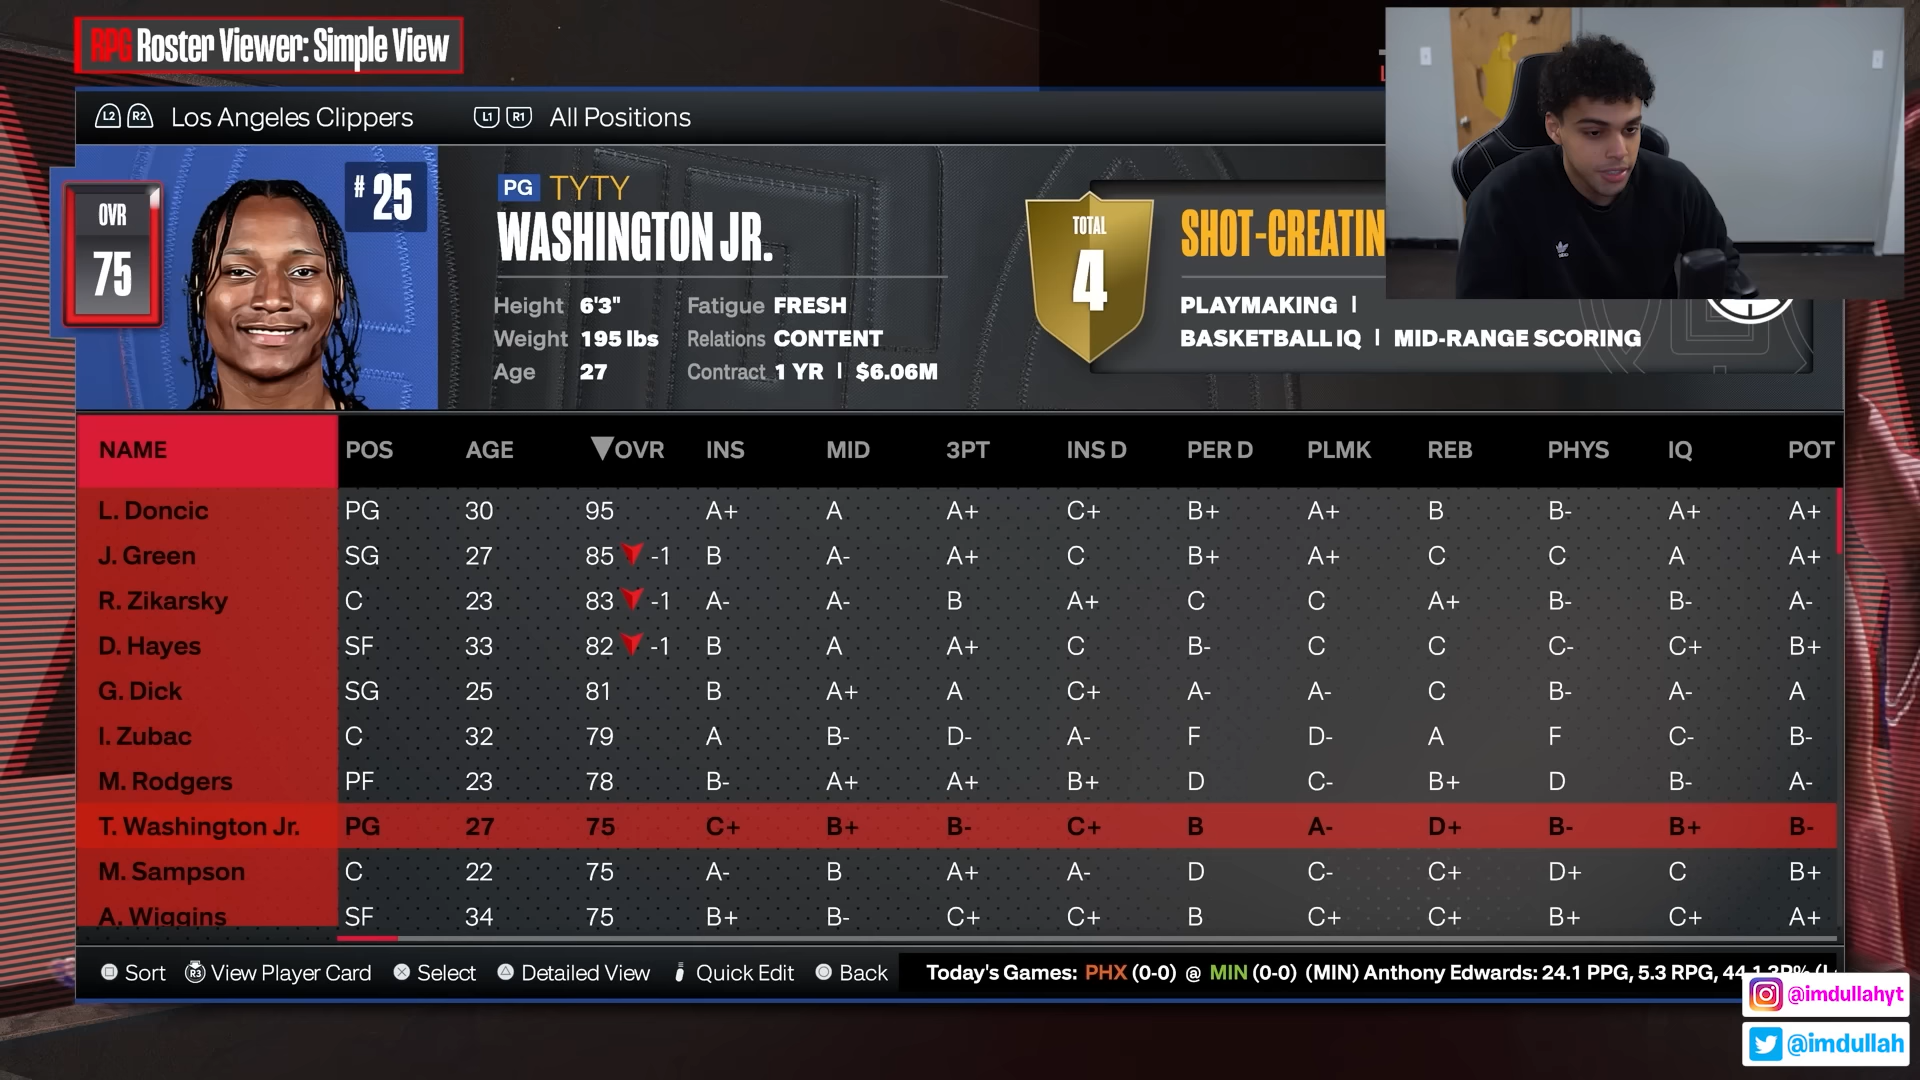 RPG Roster Viewer: Simple View
L2 R2 Los Angeles Clippers L1 R1 All Positions
OVR
75
# 25
PG TYTY
WASHINGTON JR.
Height 6'3" Fatigue FRESH
Weight 195 lbs Relations CONTENT
Age 27 Contract 1 YR | $6.06M
TOTAL
4
SHOT-CREATIN
PLAYMAKING |
BASKETBALL IQ | MID-RANGE SCORING
NAME POS AGE OVR INS MID 3PT INS D PER D PLMK REB PHYS IQ POT
L. Doncic PG 30 95 A+ A A+ C+ B+ A+ B B- A+ A+
J. Green SG 27 85 -1 B A- A+ C B+ A+ C C A A+
R. Zikarsky C 23 83 -1 A- A- B A+ C C A+ B- B- A-
D. Hayes SF 33 82 -1 B A A+ C B- C C C- C+ B+
G. Dick SG 25 81 B A+ A C+ A- A- C B- A- A
I. Zubac C 32 79 A B- D- A- F D- A F C- B-
M. Rodgers PF 23 78 B- A+ A+ B+ D C- B+ D B- A-
T. Washington Jr. PG 27 75 C+ B+ B- C+ B A- D+ B- B+ B-
M. Sampson C 22 75 A- B A+ A- D C- C+ D+ C B+
A. Wiggins SF 34 75 B+ B- C+ C+ B C+ C+ B+ C+ A+
Sort R3 View Player Card Select Detailed View Quick Edit Back Today's Games: PHX (0-0) @ MIN (0-0) (MIN) Anthony Edwards: 24.1 PPG, 5.3 RPG,
@imdullahyt
@imdullah